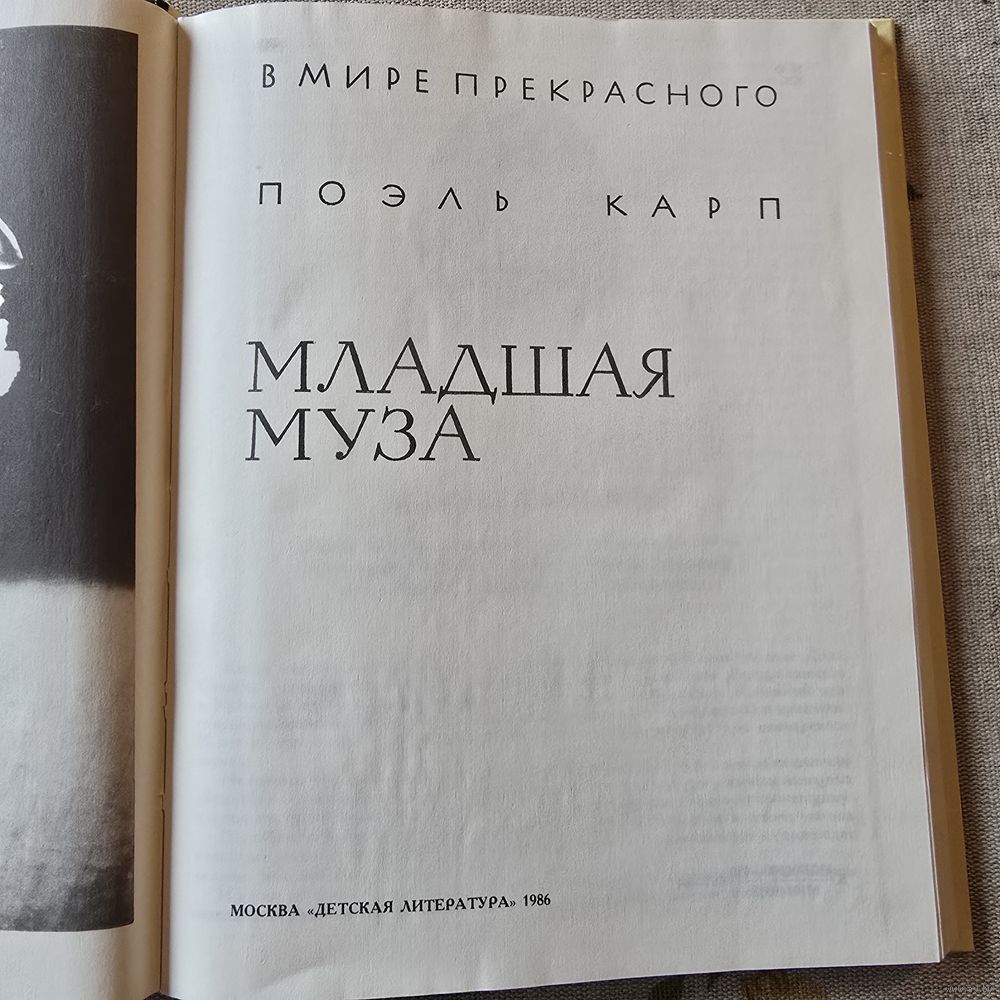 В МИРЕ ПРЕКРАСНОГО
ПОЭЛЬ КАРП
МЛАДШАЯ
МУЗА
МОСКВА «ДЕТСКАЯ ЛИТЕРАТУРА» 1986